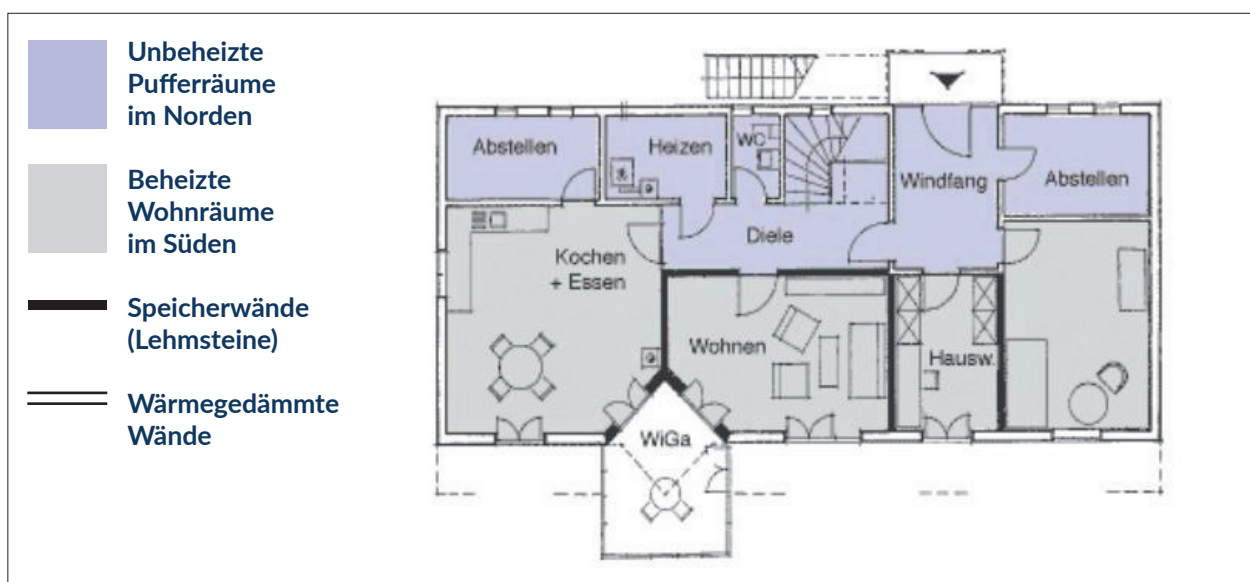 Unbeheizte
Pufferräume
im Norden
Beheizte
Wohnräume
im Süden
Speicherwände
(Lehmsteine)
Wärmegedämmte
Wände
Abstellen
Heizen
WC
Windfang
Abstellen
Diele
Kochen
+ Essen
Wohnen
Hausw.
WiGa